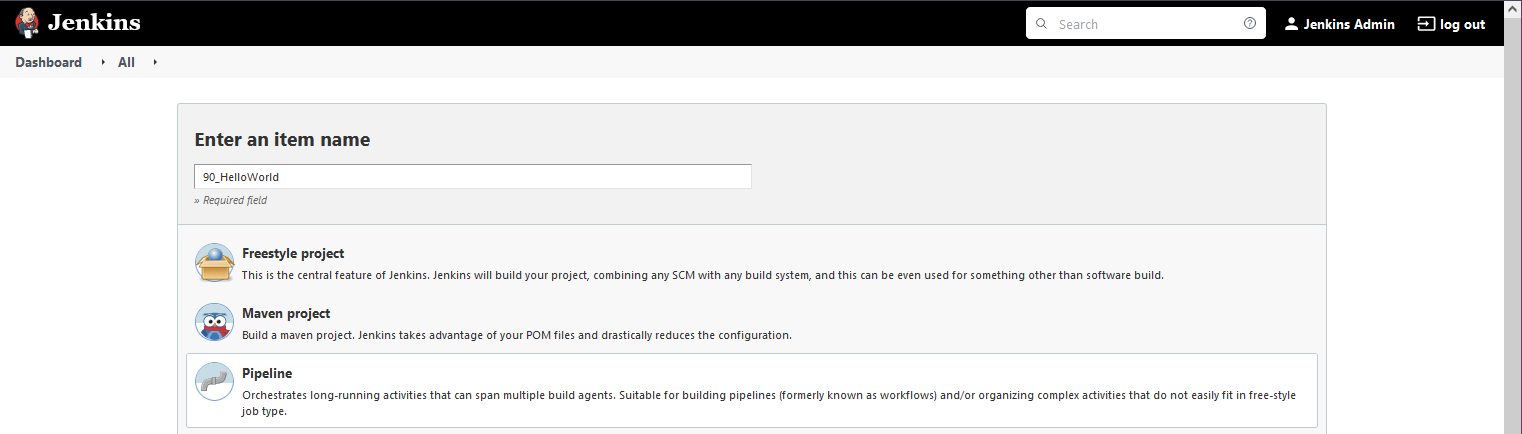 Jenkins
Search
Jenkins Admin
log out
Dashboard
All
Enter an item name
90_HelloWorld
» Required field
Freestyle project
This is the central feature of Jenkins. Jenkins will build your project, combining any SCM with any build system, and this can be even used for something other than software build.
Maven project
Build a maven project. Jenkins takes advantage of your POM files and drastically reduces the configuration.
Pipeline
Orchestrates long-running activities that can span multiple build agents. Suitable for building pipelines (formerly known as workflows) and/or organizing complex activities that do not easily fit in free-style
job type.